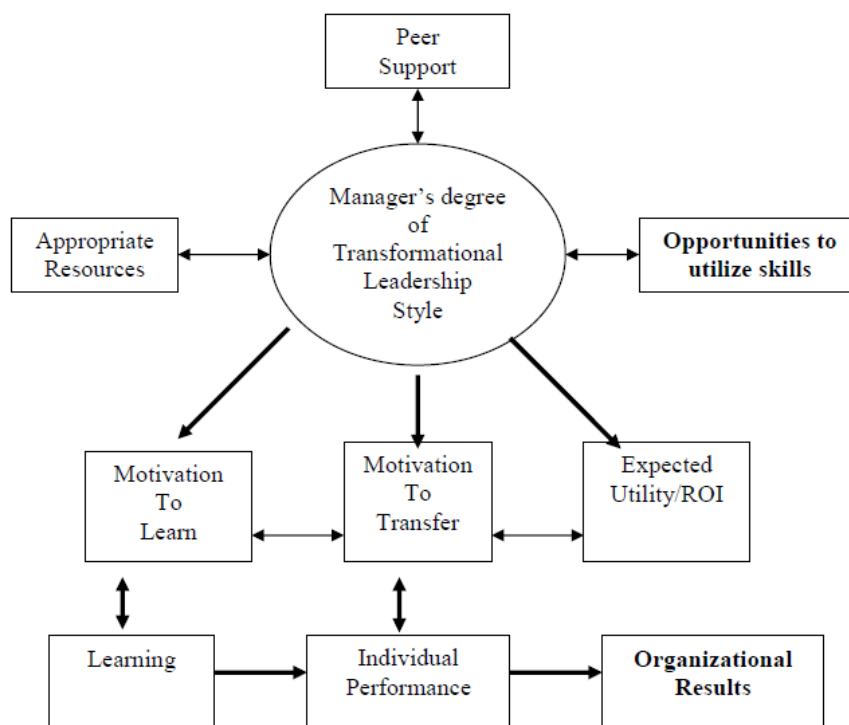 Peer
Support
Manager's degree
of
Transformational
Leadership
Style
Appropriate
Resources
Opportunities to
utilize skills
Motivation
To
Learn
Motivation
To
Transfer
Expected
Utility/ROI
Learning
Individual
Performance
Organizational
Results